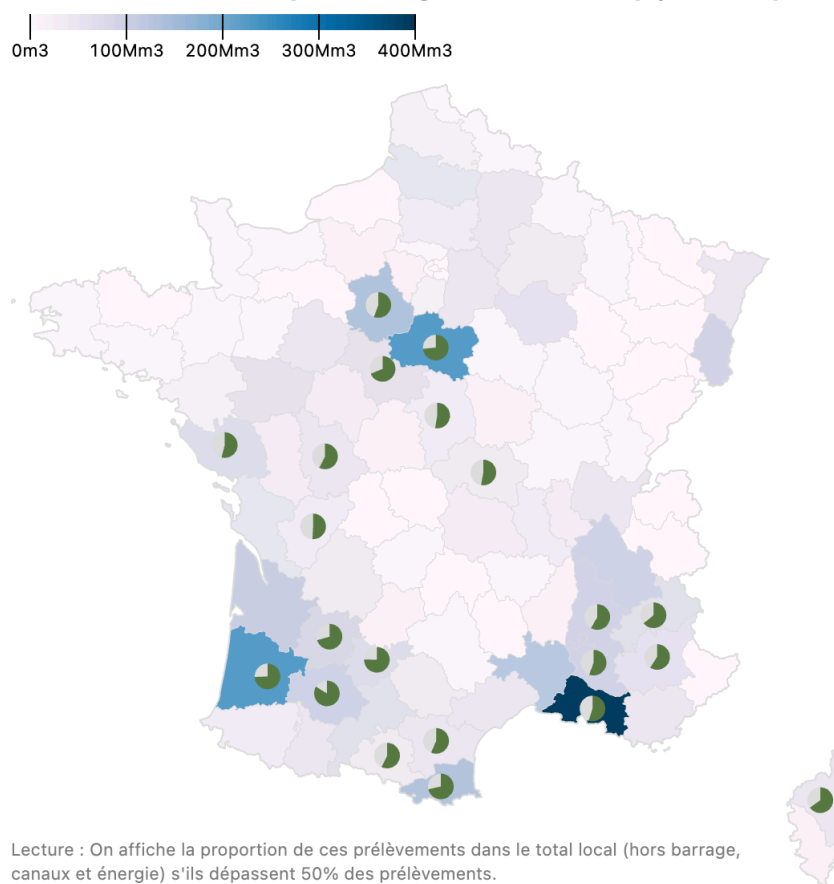 0m3 100Mm3 200Mm3 300Mm3 400Mm3
Lecture : On affiche la proportion de ces prélèvements dans le total local (hors barrage,
canaux et énergie) s'ils dépassent 50% des prélèvements.